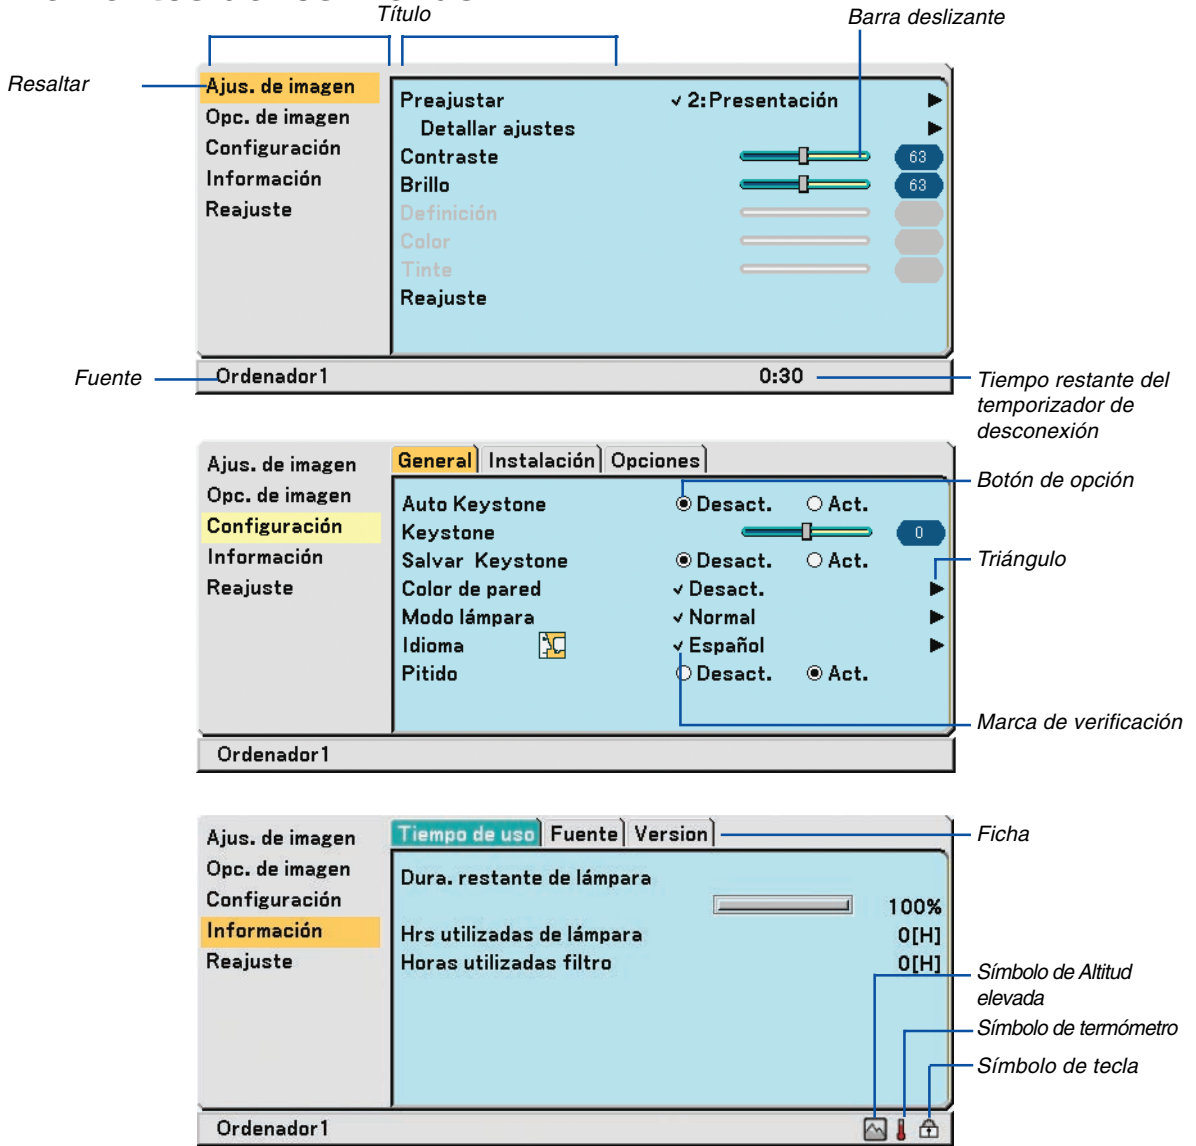 Título
Barra deslizante
Resaltar
Ajus. de imagen
Opc. de imagen
Configuración
Información
Reajuste
Preajustar 2:Presentación
Detallar ajustes
Contraste 63
Brillo 63
Definición
Color
Tinte
Reajuste
Fuente
Ordenador1 0:30
Tiempo restante del
temporizador de
desconexión
Ajus. de imagen
Opc. de imagen
Configuración
Información
Reajuste
General Instalación Opciones
Auto Keystone Desact. Act.
Keystone 0
Salvar Keystone Desact. Act.
Color de pared Desact.
Modo lámpara Normal
Idioma Español
Pitido Desact. Act.
Botón de opción
Triángulo
Marca de verificación
Ordenador1
Ajus. de imagen
Opc. de imagen
Configuración
Información
Reajuste
Tiempo de uso Fuente Version
Ficha
Dura. restante de lámpara
100%
Hrs utilizadas de lámpara 0[H]
Horas utilizadas filtro 0[H]
Símbolo de Altitud
elevada
Símbolo de termómetro
Símbolo de tecla
Ordenador1